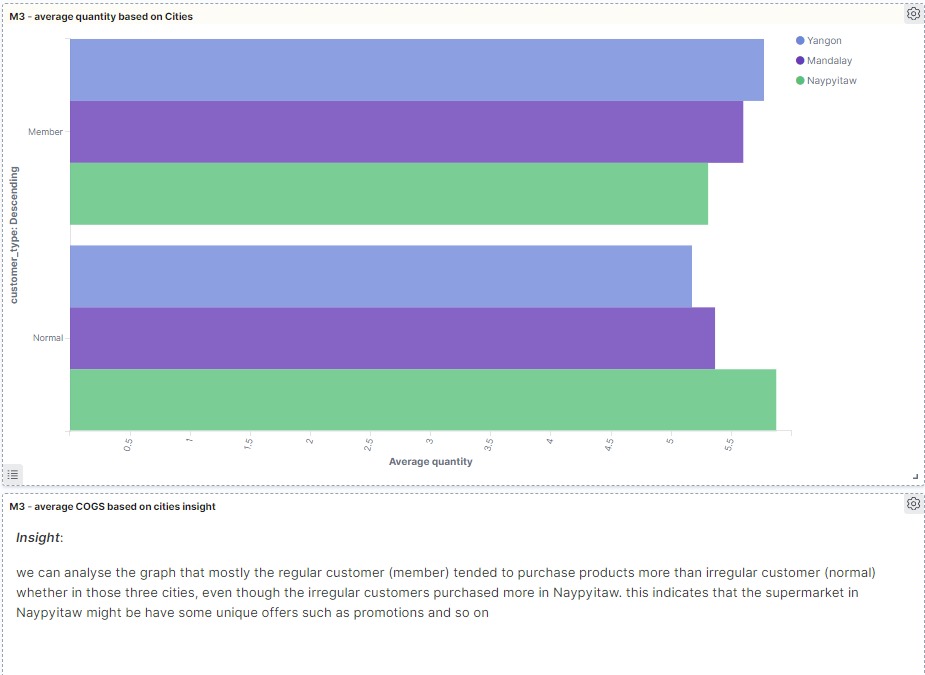 M3 - average quantity based on Cities
Yangon
Mandalay
Naypyitaw
customer_type: Descending
Member
Normal
0.5
1
1.5
2
2.5
3
3.5
4
4.5
5
5.5
Average quantity
M3 - average COGS based on cities insight
Insight:
we can analyse the graph that mostly the regular customer (member) tended to purchase products more than irregular customer (normal)
whether in those three cities, even though the irregular customers purchased more in Naypyitaw. this indicates that the supermarket in
Naypyitaw might be have some unique offers such as promotions and so on